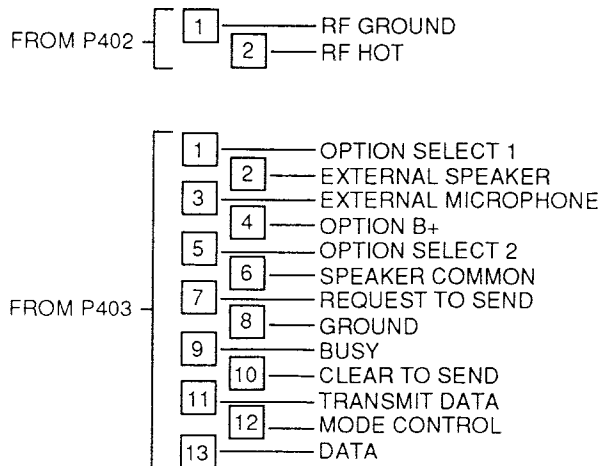 FROM P402
1 RF GROUND
2 RF HOT
FROM P403
1 OPTION SELECT 1
2 EXTERNAL SPEAKER
3 EXTERNAL MICROPHONE
4 OPTION B+
5 OPTION SELECT 2
6 SPEAKER COMMON
7 REQUEST TO SEND
8 GROUND
9 BUSY
10 CLEAR TO SEND
11 TRANSMIT DATA
12 MODE CONTROL
13 DATA